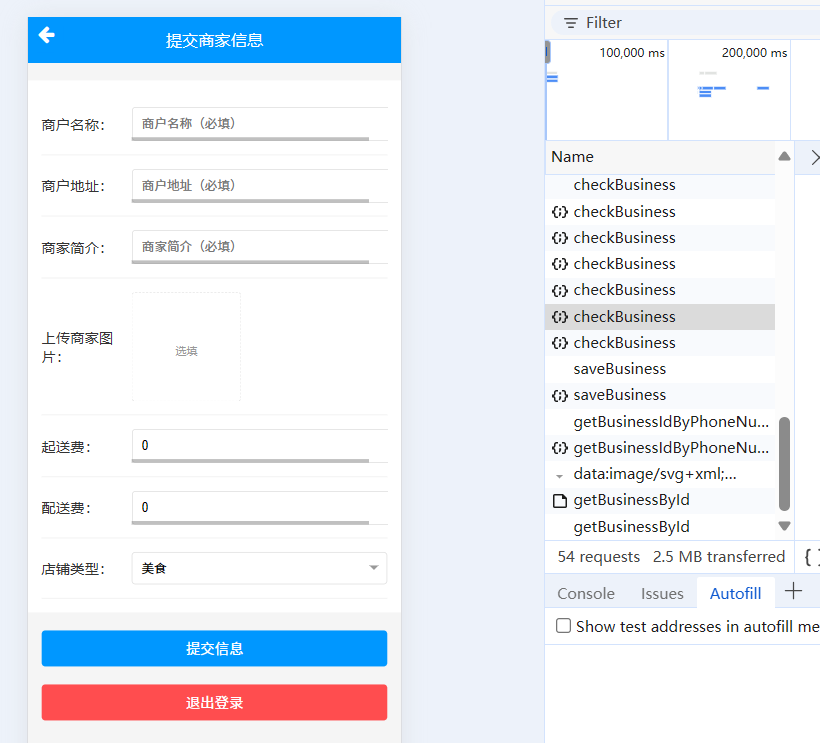 提交商家信息
商户名称：
商户名称（必填）
商户地址：
商户地址（必填）
商家简介：
商家简介（必填）
上传商家图
片：
选填
起送费：
0
配送费：
0
店铺类型：
美食
提交信息
退出登录
Filter
100,000 ms
200,000 ms
Name
checkBusiness
checkBusiness
checkBusiness
checkBusiness
checkBusiness
checkBusiness
checkBusiness
saveBusiness
saveBusiness
getBusinessIdByPhoneNu...
getBusinessIdByPhoneNu...
data:image/svg+xml;...
getBusinessById
getBusinessById
54 requests 2.5 MB transferred
Console Issues Autofill
Show test addresses in autofill me